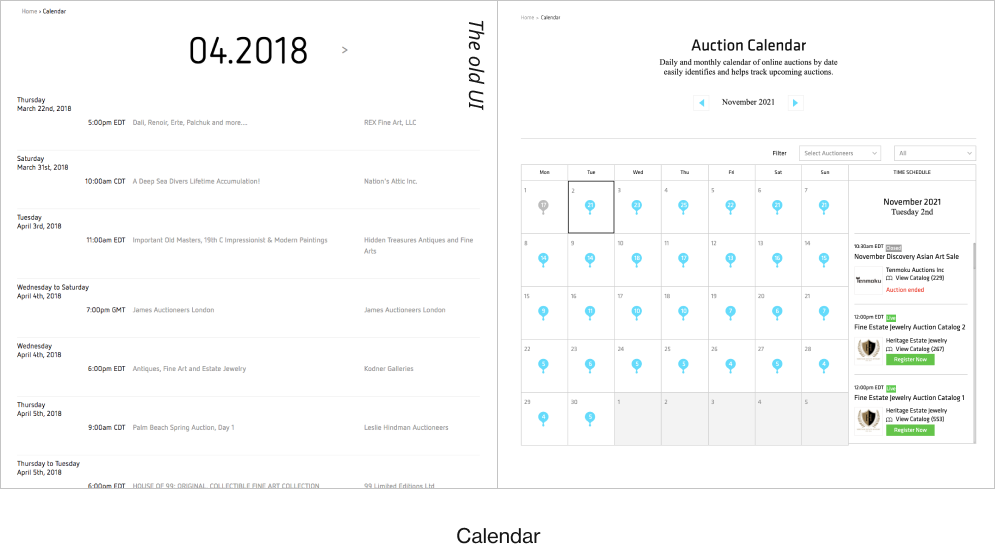 Home › Calendar
04.2018
>
The old UI
Thursday
March 22nd, 2018
5:00pm EDT Dali, Renoir, Erte, Palchuk and more.... REX Fine Art, LLC
Saturday
March 31st, 2018
10:00am CDT A Deep Sea Divers Lifetime Accumulation! Nation's Attic Inc.
Tuesday
April 3rd, 2018
11:00am EDT Important Old Masters, 19th C Impressionist & Modern Paintings Hidden Treasures Antiques and Fine
Arts
Wednesday to Saturday
April 4th, 2018
7:00pm GMT James Auctioneers London James Auctioneers London
Wednesday
April 4th, 2018
6:00pm EDT Antiques, Fine Art and Estate Jewelry Kodner Galleries
Thursday
April 5th, 2018
9:00am CDT Palm Beach Spring Auction, Day 1 Leslie Hindman Auctioneers
Thursday to Tuesday
April 5th, 2018
6:00pm EDT HOUSE OF 99: ORIGINAL, COLLECTIBLE FINE ART COLLECTION 99 Limited Editions Ltd
Home » Calendar
Auction Calendar
Daily and monthly calendar of online auctions by date
easily identifies and helps track upcoming auctions.
November 2021
Filter Select Auctioneers All
Mon Tue Wed Thu Fri Sat Sun TIME SCHEDULE
1 2 3 4 5 6 7
17 21 23 21 22 21 21
8 9 10 11 12 13 14
14 14 18 17 13 16 15
15 16 17 18 19 20 21
9 11 10 10 7 6 7
22 23 24 25 26 27 28
29 30 1 2 3 4 5
4 5
November 2021
Tuesday 2nd
10:30am EDT Closed
November Discovery Asian Art Sale
Tenmoku
Tenmoku Auctions Inc
View Catalog (229)
Auction ended
12:00pm EDT Live
Fine Estate Jewelry Auction Catalog 2
Heritage Estate Jewelry
View Catalog (267)
Register Now
12:00pm EDT Live
Fine Estate Jewelry Auction Catalog 1
Heritage Estate Jewelry
View Catalog (553)
Register Now
Calendar